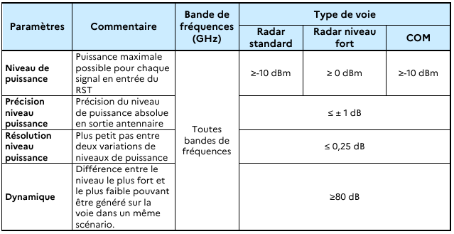 Paramètres
Commentaire
Bande de
fréquences
(GHz)
Type de voie
Radar
standard
Radar niveau
fort
COM
Niveau de
puissance
Puissance maximale
possible pour chaque
signal en entrée du
RST
Toutes
bandes de
fréquences
≥-10 dBm
≥ 0 dBm
≥-10 dBm
Précision
niveau
puissance
Précision du niveau
de puissance absolue
en sortie antennaire
≤ ± 1 dB
Résolution
niveau
puissance
Plus petit pas entre
deux variations de
niveaux de puissance
≤ 0,25 dB
Dynamique
Différence entre le
niveau le plus fort et
le plus faible pouvant
être généré sur la
voie dans un même
scénario.
≥80 dB